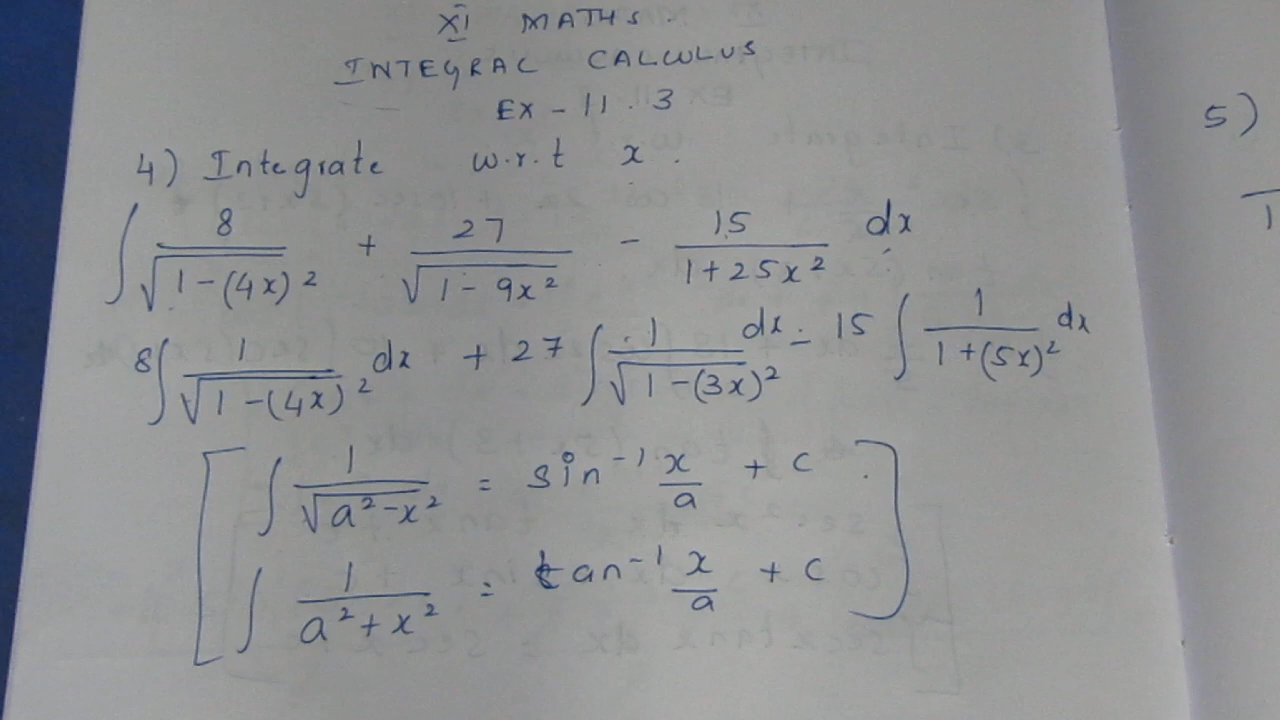 XI MATHS.
INTEGRAL CALCULUS
EX - 11.3
4) Integrate w.r.t x.
∫ 8/√(1-(4x)²) + 27/√(1-9x²) - 15/(1+25x²) dx
8∫ 1/√(1-(4x)²) dx + 27 ∫ 1/√(1-(3x)²) dx - 15 ∫ 1/(1+(5x)²) dx
[ ∫ 1/√(a²-x²) = sin⁻¹ x/a + c
∫ 1/(a²+x²) = tan⁻¹ x/a + c ]
5)
1